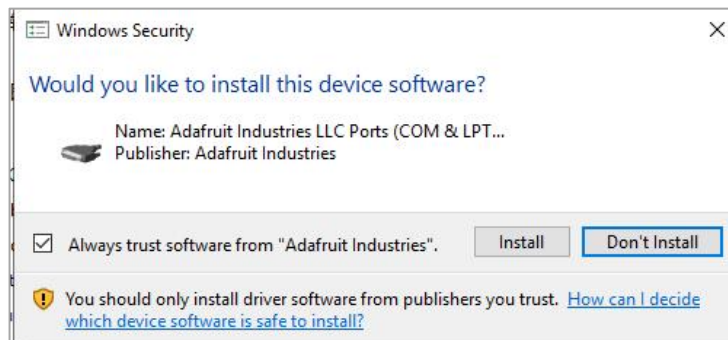 Windows Security
Would you like to install this device software?
Name: Adafruit Industries LLC Ports (COM & LPT...
Publisher: Adafruit Industries
Always trust software from "Adafruit Industries".
Install
Don't Install
You should only install driver software from publishers you trust. How can I decide
which device software is safe to install?